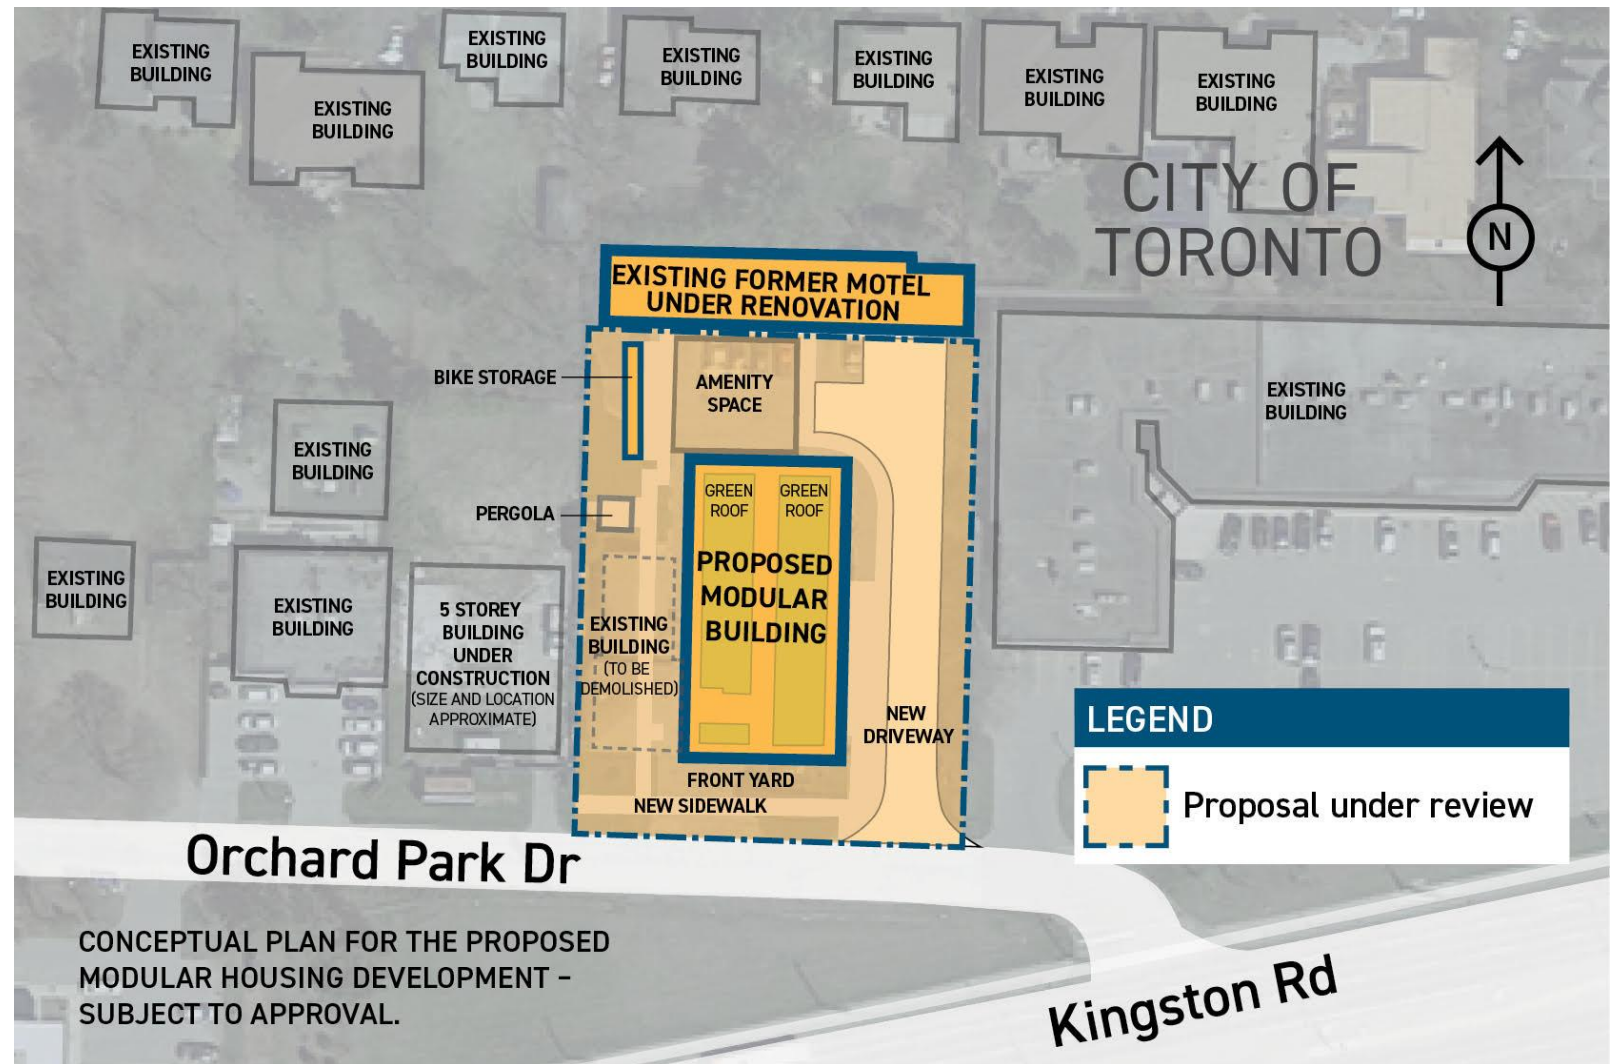 EXISTING
BUILDING
EXISTING
BUILDING
EXISTING
BUILDING
EXISTING
BUILDING
EXISTING
BUILDING
EXISTING
BUILDING
EXISTING
BUILDING
CITY OF
TORONTO
N
EXISTING FORMER MOTEL
UNDER RENOVATION
BIKE STORAGE
AMENITY
SPACE
EXISTING
BUILDING
EXISTING
BUILDING
GREEN
ROOF
GREEN
ROOF
PERGOLA
PROPOSED
MODULAR
BUILDING
EXISTING
BUILDING
EXISTING
BUILDING
5 STOREY
BUILDING
UNDER
CONSTRUCTION
(SIZE AND LOCATION
APPROXIMATE)
EXISTING
BUILDING
(TO BE
DEMOLISHED)
NEW
DRIVEWAY
FRONT YARD
NEW SIDEWALK
LEGEND
Proposal under review
Orchard Park Dr
CONCEPTUAL PLAN FOR THE PROPOSED
MODULAR HOUSING DEVELOPMENT –
SUBJECT TO APPROVAL.
Kingston Rd